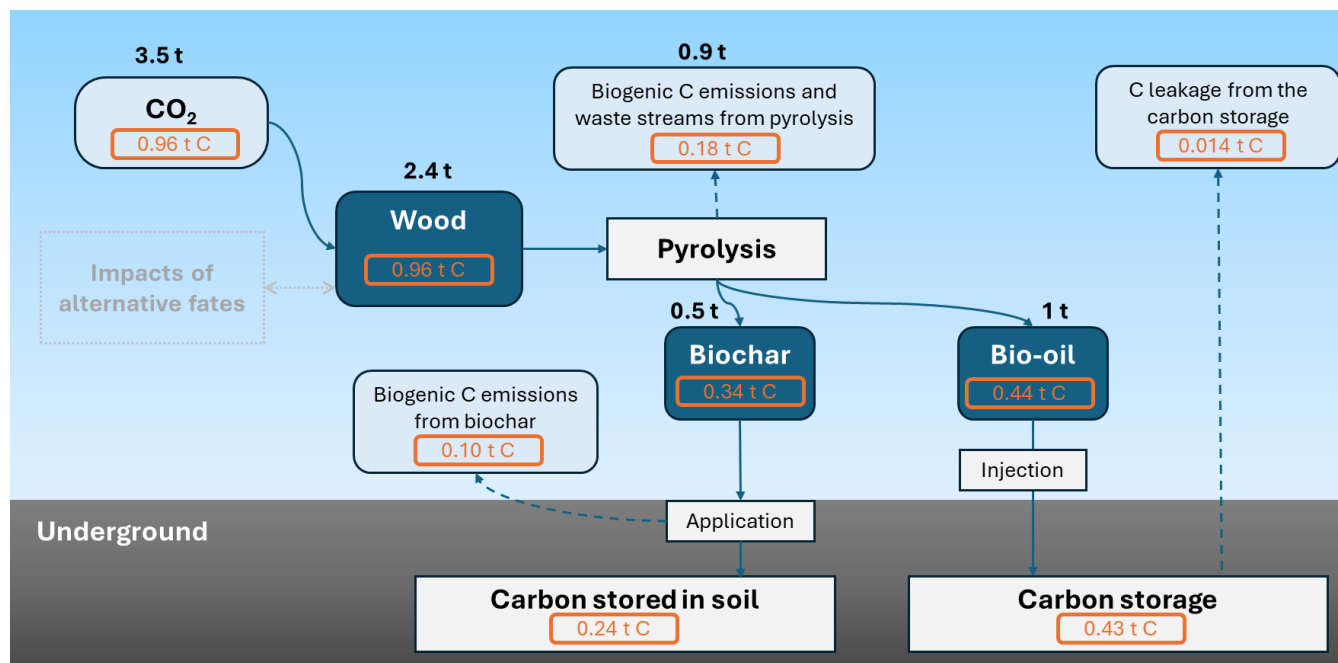 3.5 t
CO₂
0.96 t C
0.9 t
Biogenic C emissions and
waste streams from pyrolysis
0.18 t C
C leakage from the
carbon storage
0.014 t C
2.4 t
Wood
0.96 t C
Pyrolysis
Impacts of
alternative fates
0.5 t
Biochar
0.34 t C
1 t
Bio-oil
0.44 t C
Biogenic C emissions
from biochar
0.10 t C
Injection
Underground
Application
Carbon stored in soil
0.24 t C
Carbon storage
0.43 t C